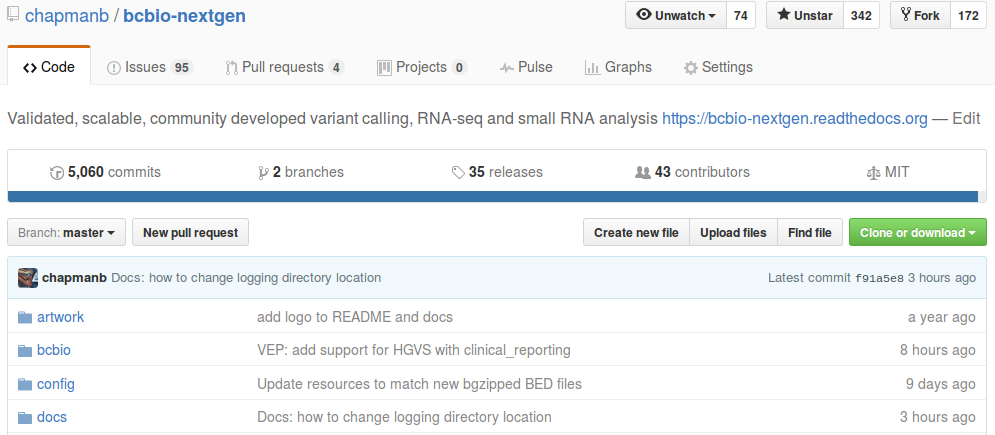 chapmanb / bcbio-nextgen Unwatch 74 Unstar 342 Fork 172
Code Issues 95 Pull requests 4 Projects 0 Pulse Graphs Settings
Validated, scalable, community developed variant calling, RNA-seq and small RNA analysis https://bcbio-nextgen.readthedocs.org — Edit
5,060 commits 2 branches 35 releases 43 contributors MIT
Branch: master New pull request Create new file Upload files Find file Clone or download
chapmanb Docs: how to change logging directory location Latest commit f91a5e8 3 hours ago
artwork add logo to README and docs a year ago
bcbio VEP: add support for HGVS with clinical_reporting 8 hours ago
config Update resources to match new bgzipped BED files 9 days ago
docs Docs: how to change logging directory location 3 hours ago